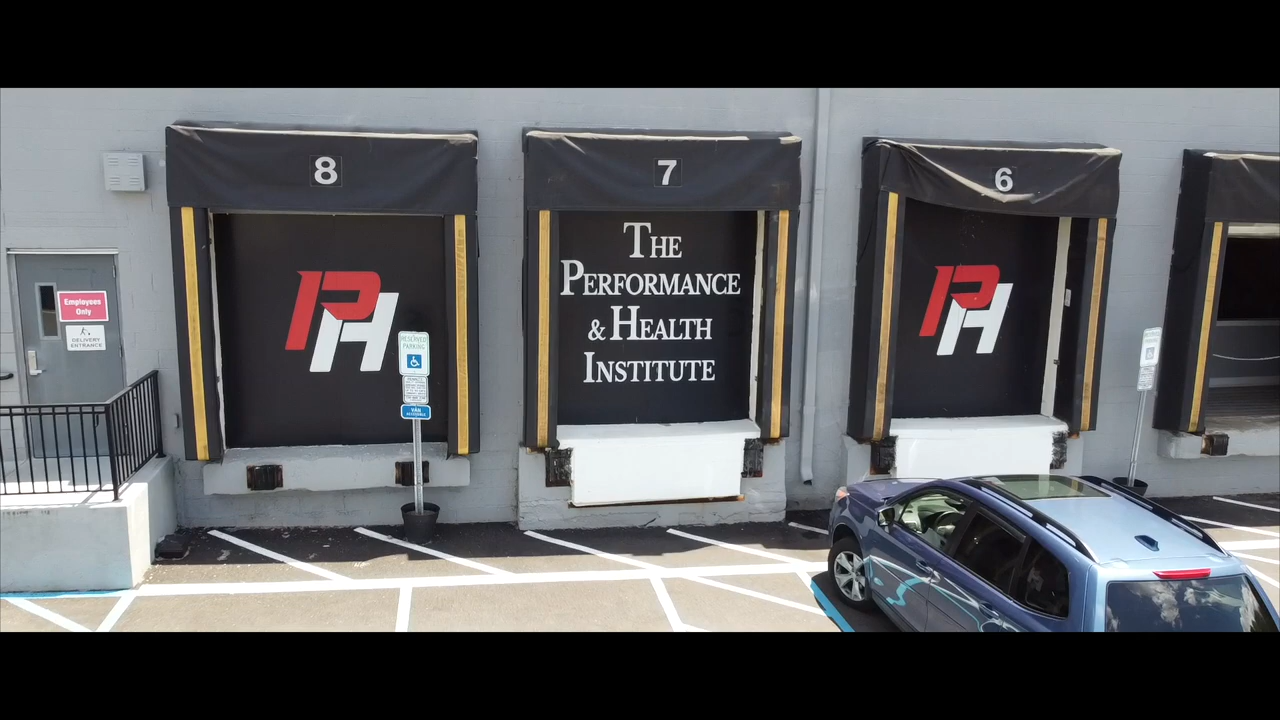 8
7
6
PH
THE
PERFORMANCE
& HEALTH
INSTITUTE
PH
Employees
Only
DELIVERY
ENTRANCE
RESERVED
PARKING
VAN
ACCESSIBLE